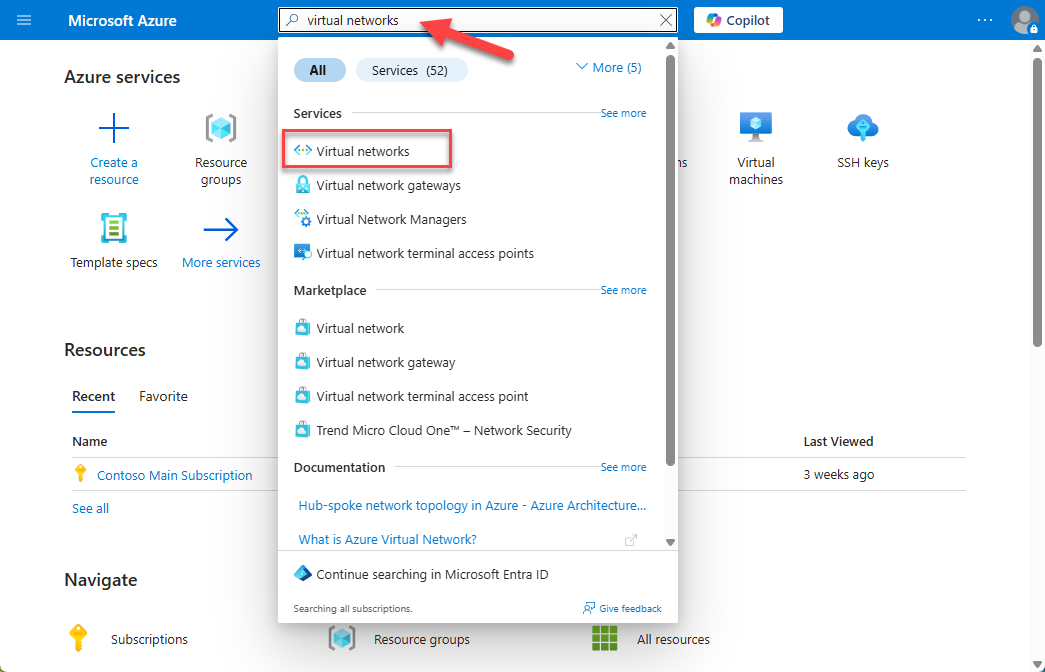 Microsoft Azure
virtual networks
Copilot
Azure services
Create a
resource
Resource
groups
Virtual
machines
SSH keys
Template specs
More services
All
Services (52)
More (5)
Services
See more
Virtual networks
Virtual network gateways
Virtual Network Managers
Virtual network terminal access points
Marketplace
See more
Virtual network
Virtual network gateway
Virtual network terminal access point
Trend Micro Cloud One™ – Network Security
Documentation
See more
Hub-spoke network topology in Azure - Azure Architecture...
What is Azure Virtual Network?
Continue searching in Microsoft Entra ID
Searching all subscriptions.
Give feedback
Resources
Recent
Favorite
Name
Last Viewed
Contoso Main Subscription
3 weeks ago
See all
Navigate
Subscriptions
Resource groups
All resources